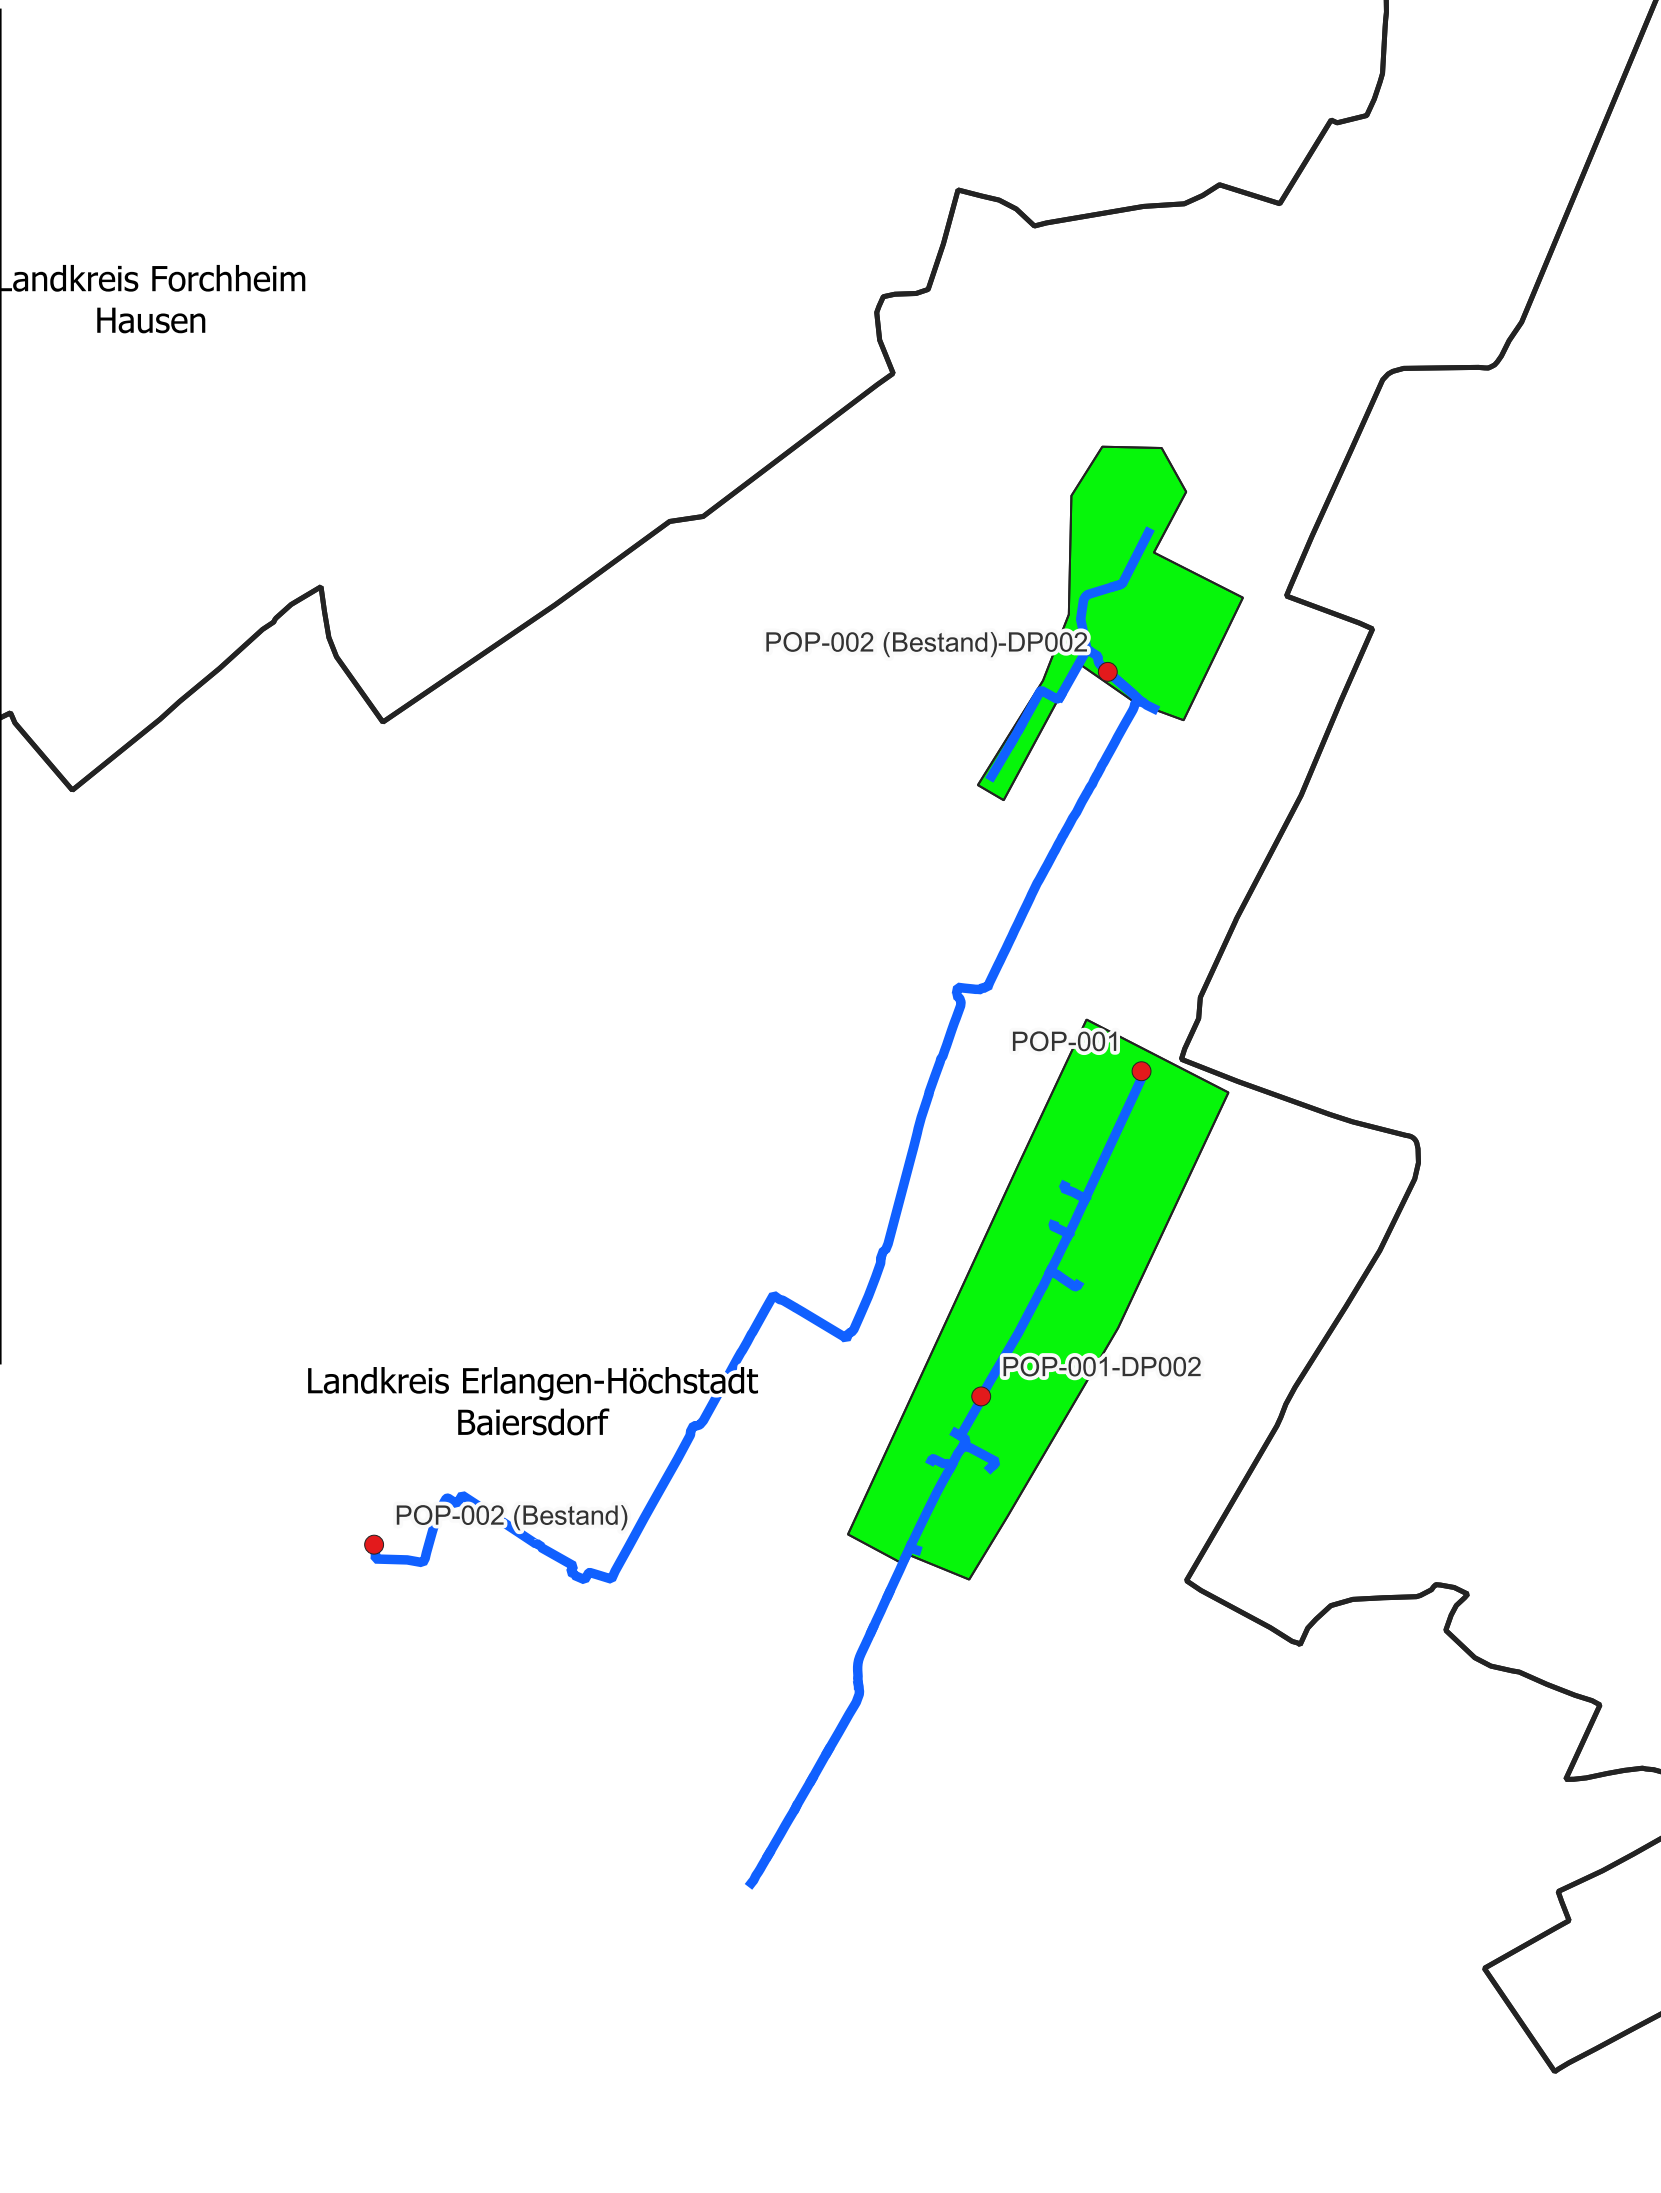 Landkreis Forchheim
Hausen
POP-002 (Bestand)-DP002
POP-001
POP-001-DP002
Landkreis Erlangen-Höchstadt
Baiersdorf
POP-002 (Bestand)